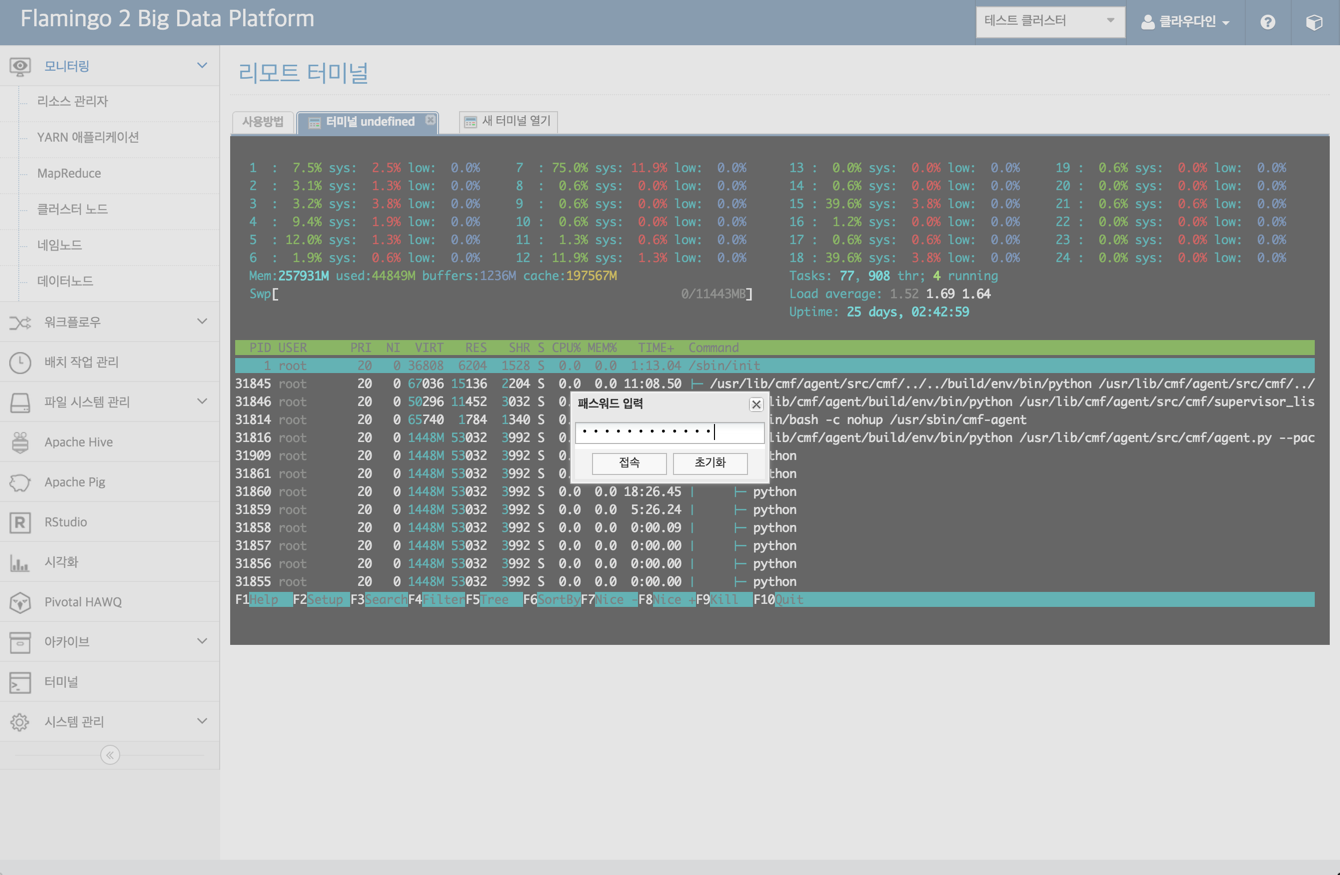 Flamingo 2 Big Data Platform
테스트 클러스터
클라우다인
모니터링
리소스 관리자
YARN 애플리케이션
MapReduce
클러스터 노드
네임노드
데이터노드
워크플로우
배치 작업 관리
파일 시스템 관리
Apache Hive
Apache Pig
RStudio
시각화
Pivotal HAWQ
아카이브
터미널
시스템 관리
리모트 터미널
사용방법 터미널 undefined 새 터미널 열기
1 : 7.5% sys: 2.5% low: 0.0% 7 : 75.0% sys: 11.9% low: 0.0% 13 : 0.0% sys: 0.0% low: 0.0% 19 : 0.6% sys: 0.0% low: 0.0%
2 : 3.1% sys: 1.3% low: 0.0% 8 : 0.6% sys: 0.0% low: 0.0% 14 : 0.6% sys: 0.0% low: 0.0% 20 : 0.0% sys: 0.0% low: 0.0%
3 : 3.2% sys: 3.8% low: 0.0% 9 : 0.6% sys: 0.0% low: 0.0% 15 : 39.6% sys: 3.8% low: 0.0% 21 : 0.6% sys: 0.6% low: 0.0%
4 : 9.4% sys: 1.9% low: 0.0% 10 : 0.6% sys: 0.0% low: 0.0% 16 : 1.2% sys: 0.0% low: 0.0% 22 : 0.0% sys: 0.0% low: 0.0%
5 : 12.0% sys: 1.3% low: 0.0% 11 : 1.3% sys: 0.6% low: 0.0% 17 : 0.6% sys: 0.0% low: 0.0% 23 : 0.0% sys: 0.0% low: 0.0%
6 : 1.9% sys: 0.6% low: 0.0% 12 : 11.9% sys: 1.3% low: 0.0% 18 : 39.6% sys: 3.8% low: 0.0% 24 : 0.0% sys: 0.0% low: 0.0%
Mem:257931M used:44849M buffers:1236M cache:197567M Tasks: 77, 908 thr; 4 running
Swp[ 0/11443MB] Load average: 1.52 1.69 1.64
Uptime: 25 days, 02:42:59
PID USER PRI NI VIRT RES SHR S CPU% MEM% TIME+ Command
1 root 20 0 36808 6204 1528 S 0.0 0.0 1:13.04 /sbin/init
31845 root 20 0 67036 15136 2204 S 0.0 0.0 11:08.50 ├─ /usr/lib/cmf/agent/src/cmf/../../build/env/bin/python /usr/lib/cmf/agent/src/cmf/../
31846 root 20 0 50296 11452 3032 S 0. lib/cmf/agent/build/env/bin/python /usr/lib/cmf/agent/src/cmf/supervisor_lis
31814 root 20 0 65740 1784 1340 S 0. in/bash -c nohup /usr/sbin/cmf-agent
31816 root 20 0 1448M 53032 3992 S 0. lib/cmf/agent/build/env/bin/python /usr/lib/cmf/agent/src/cmf/agent.py --pac
31909 root 20 0 1448M 53032 3992 S 0. hon
31861 root 20 0 1448M 53032 3992 S 0. hon
31860 root 20 0 1448M 53032 3992 S 0.0 0.0 18:26.45 | ├─ python
31859 root 20 0 1448M 53032 3992 S 0.0 0.0 5:26.24 | ├─ python
31858 root 20 0 1448M 53032 3992 S 0.0 0.0 0:00.09 | ├─ python
31857 root 20 0 1448M 53032 3992 S 0.0 0.0 0:00.00 | ├─ python
31856 root 20 0 1448M 53032 3992 S 0.0 0.0 0:00.00 | ├─ python
31855 root 20 0 1448M 53032 3992 S 0.0 0.0 0:00.00 | ├─ python
F1Help F2Setup F3SearchF4FilterF5Tree F6SortByF7Nice -F8Nice +F9Kill F10Quit
패스워드 입력
••••••••••••
접속 초기화